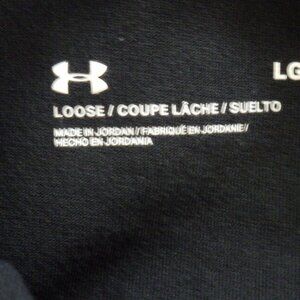 LG
LOOSE / COUPE LÂCHE / SUELTO
MADE IN JORDAN / FABRIQUÉ EN JORDANIE /
HECHO EN JORDANIA